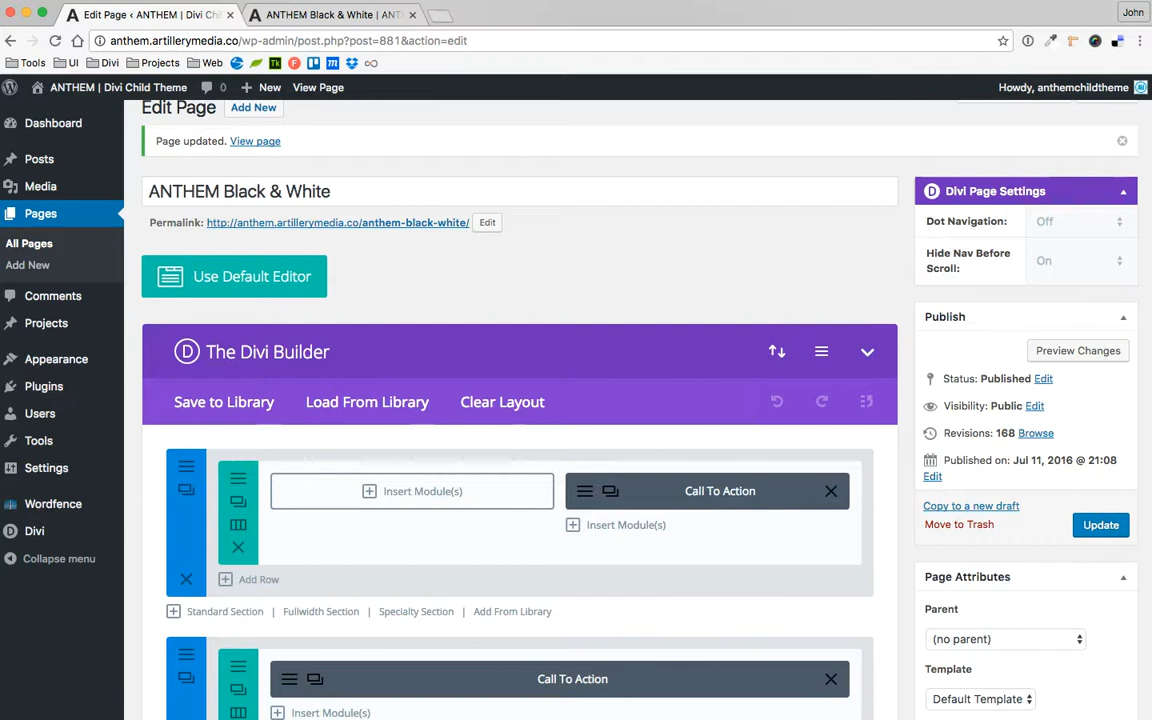 Edit Page ‹ ANTHEM | Divi Chi
ANTHEM Black & White | ANT
John
anthem.artillerymedia.co/wp-admin/post.php?post=881&action=edit
Tools UI Divi Projects Web
ANTHEM | Divi Child Theme 0 New View Page Howdy, anthemchildtheme
Edit Page Add New
Page updated. View page
ANTHEM Black & White
Permalink: http://anthem.artillerymedia.co/anthem-black-white/ Edit
Use Default Editor
The Divi Builder
Save to Library Load From Library Clear Layout
Insert Module(s) Call To Action
Insert Module(s)
Add Row
Standard Section | Fullwidth Section | Specialty Section | Add From Library
Call To Action
Insert Module(s)
Dashboard
Posts
Media
Pages
All Pages
Add New
Comments
Projects
Appearance
Plugins
Users
Tools
Settings
Wordfence
Divi
Collapse menu
Divi Page Settings
Dot Navigation: Off
Hide Nav Before
Scroll: On
Publish
Preview Changes
Status: Published Edit
Visibility: Public Edit
Revisions: 168 Browse
Published on: Jul 11, 2016 @ 21:08
Edit
Copy to a new draft
Move to Trash Update
Page Attributes
Parent
(no parent)
Template
Default Template